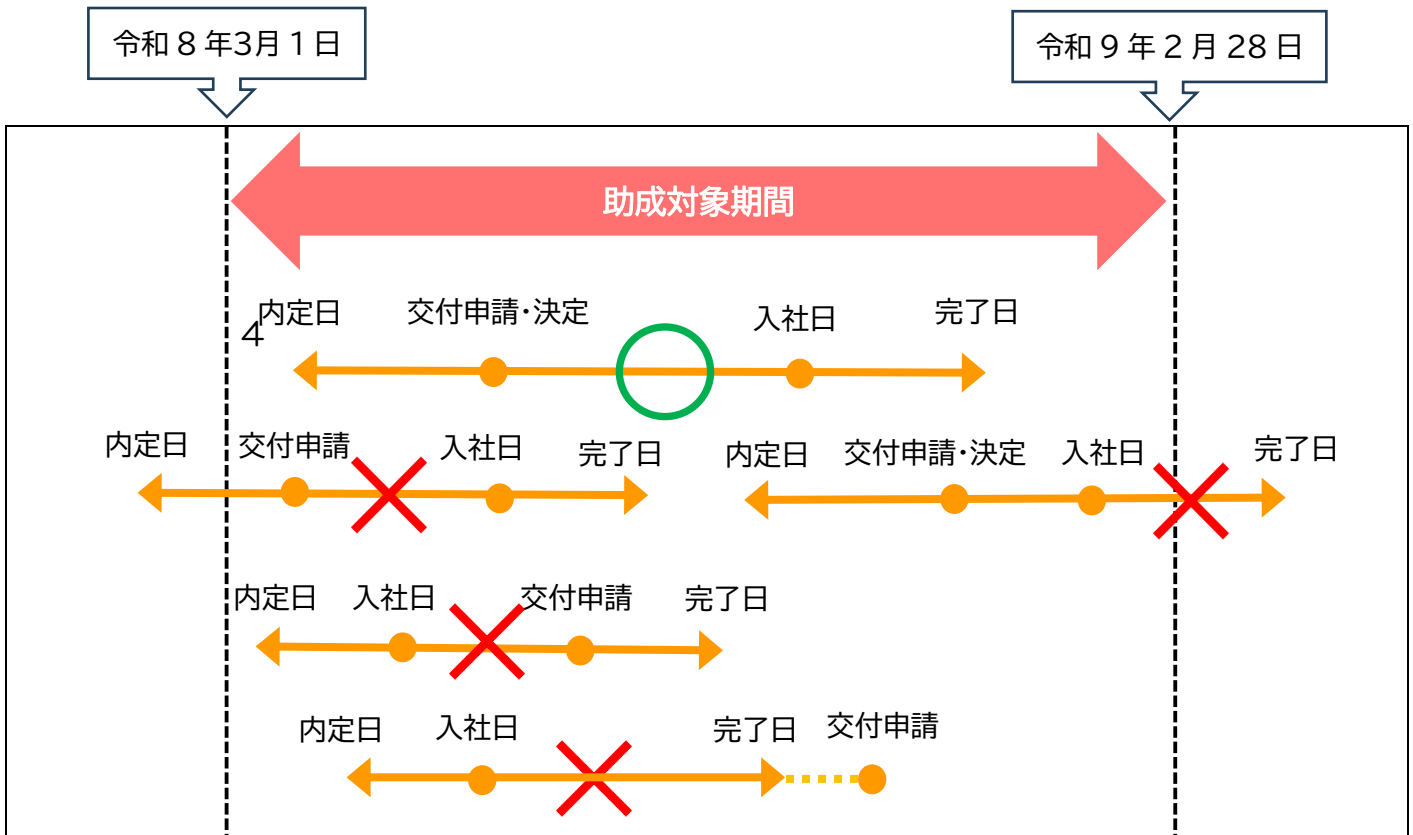 令和８年3月１日
令和９年２月28日
助成対象期間
内定日 交付申請・決定 入社日 完了日
4
内定日 交付申請 入社日 完了日 内定日 交付申請・決定 入社日 完了日
内定日 入社日 交付申請 完了日
内定日 入社日 完了日 交付申請